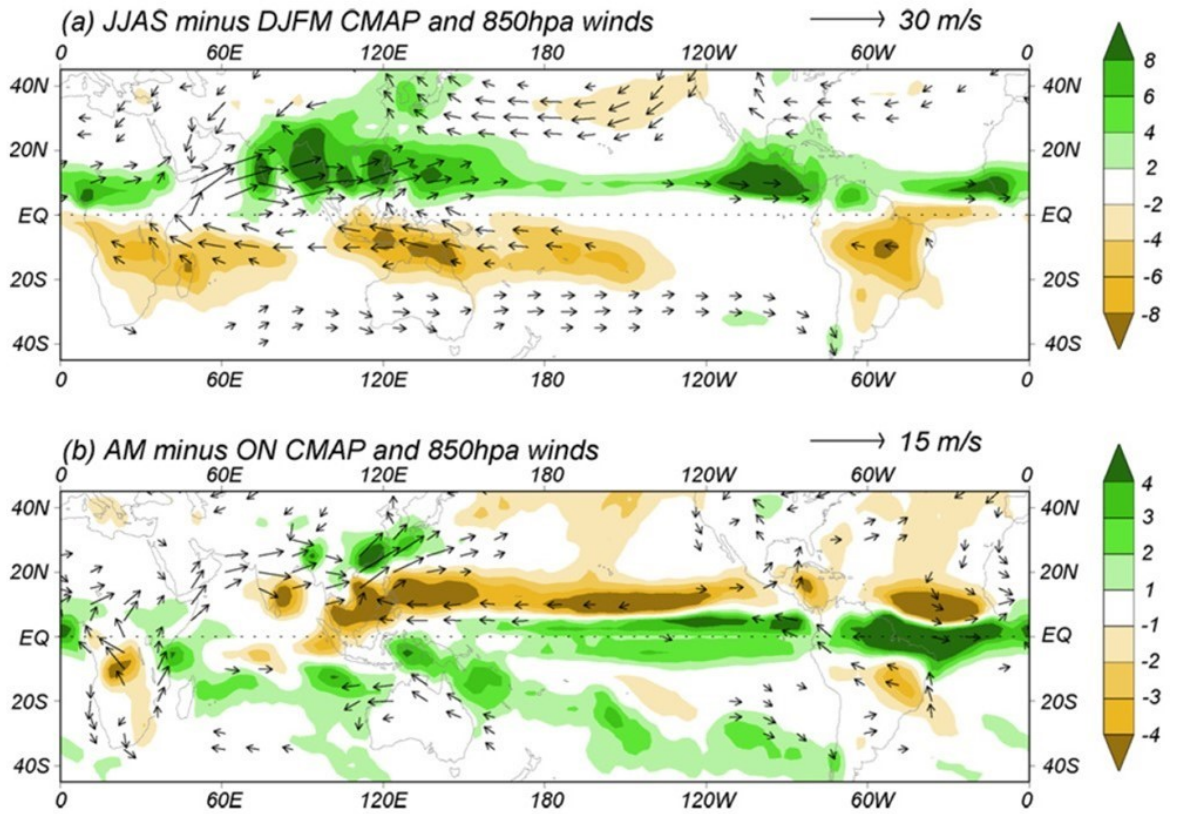 (a) JJAS minus DJFM CMAP and 850hpa winds 30 m/s
0 60E 120E 180 120W 60W 0
40N 40N 8
6
20N 20N 4
2
EQ EQ -2
-4
20S 20S -6
-8
40S 40S
0 60E 120E 180 120W 60W 0
(b) AM minus ON CMAP and 850hpa winds 15 m/s
0 60E 120E 180 120W 60W 0
40N 40N 4
3
20N 20N 2
1
EQ EQ -1
-2
20S 20S -3
-4
40S 40S
0 60E 120E 180 120W 60W 0